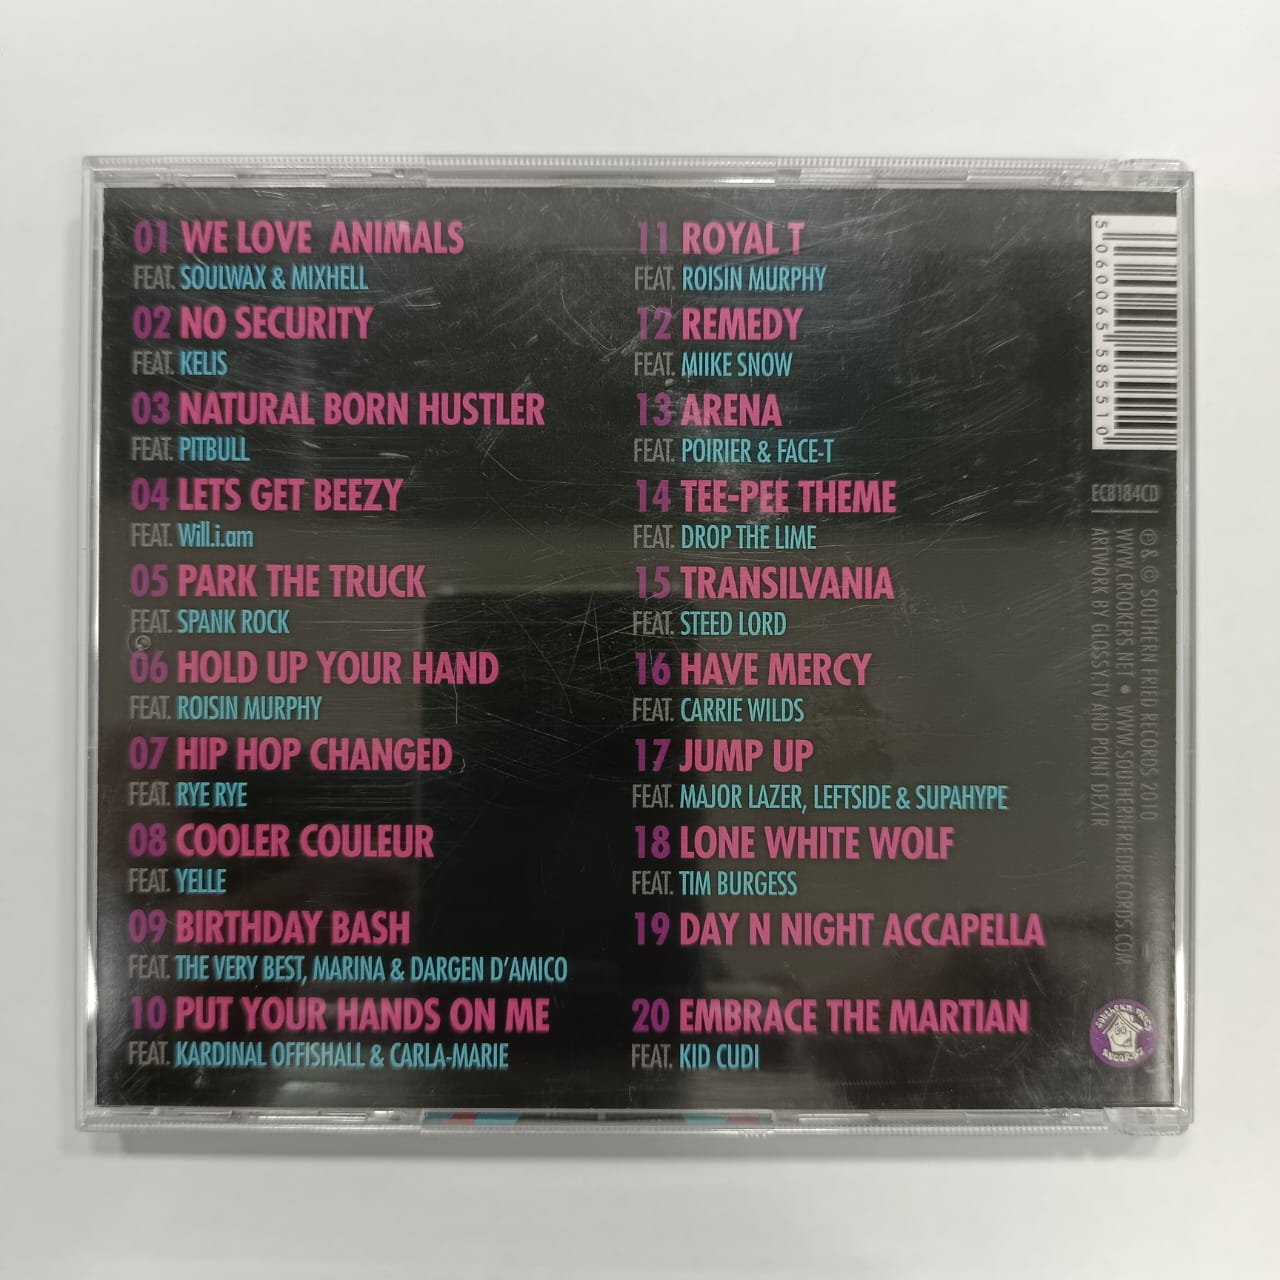 01 WE LOVE ANIMALS
FEAT. SOULWAX & MIXHELL
02 NO SECURITY
FEAT. KELIS
03 NATURAL BORN HUSTLER
FEAT. PITBULL
04 LETS GET BEEZY
FEAT. Will.i.am
05 PARK THE TRUCK
FEAT. SPANK ROCK
06 HOLD UP YOUR HAND
FEAT. ROISIN MURPHY
07 HIP HOP CHANGED
FEAT. RYE RYE
08 COOLER COULEUR
FEAT. YELLE
09 BIRTHDAY BASH
FEAT. THE VERY BEST, MARINA & DARGEN D'AMICO
10 PUT YOUR HANDS ON ME
FEAT. KARDINAL OFFISHALL & CARLA-MARIE
11 ROYAL T
FEAT. ROISIN MURPHY
12 REMEDY
FEAT. MIIKE SNOW
13 ARENA
FEAT. POIRIER & FACE-T
14 TEE-PEE THEME
FEAT. DROP THE LIME
15 TRANSILVANIA
FEAT. STEED LORD
16 HAVE MERCY
FEAT. CARRIE WILDS
17 JUMP UP
FEAT. MAJOR LAZER, LEFTSIDE & SUPAHYPE
18 LONE WHITE WOLF
FEAT. TIM BURGESS
19 DAY N NIGHT ACCAPELLA
20 EMBRACE THE MARTIAN
FEAT. KID CUDI
5 060065 585510
ECB184CD
℗ & © SOUTHERN FRIED RECORDS 2010
WWW.CROOKERS.NET • WWW.SOUTHERNFRIEDRECORDS.COM
ARTWORK BY GLOSSY.TV AND POINT DEXTR
SOUTHERN FRIED
RECORDS